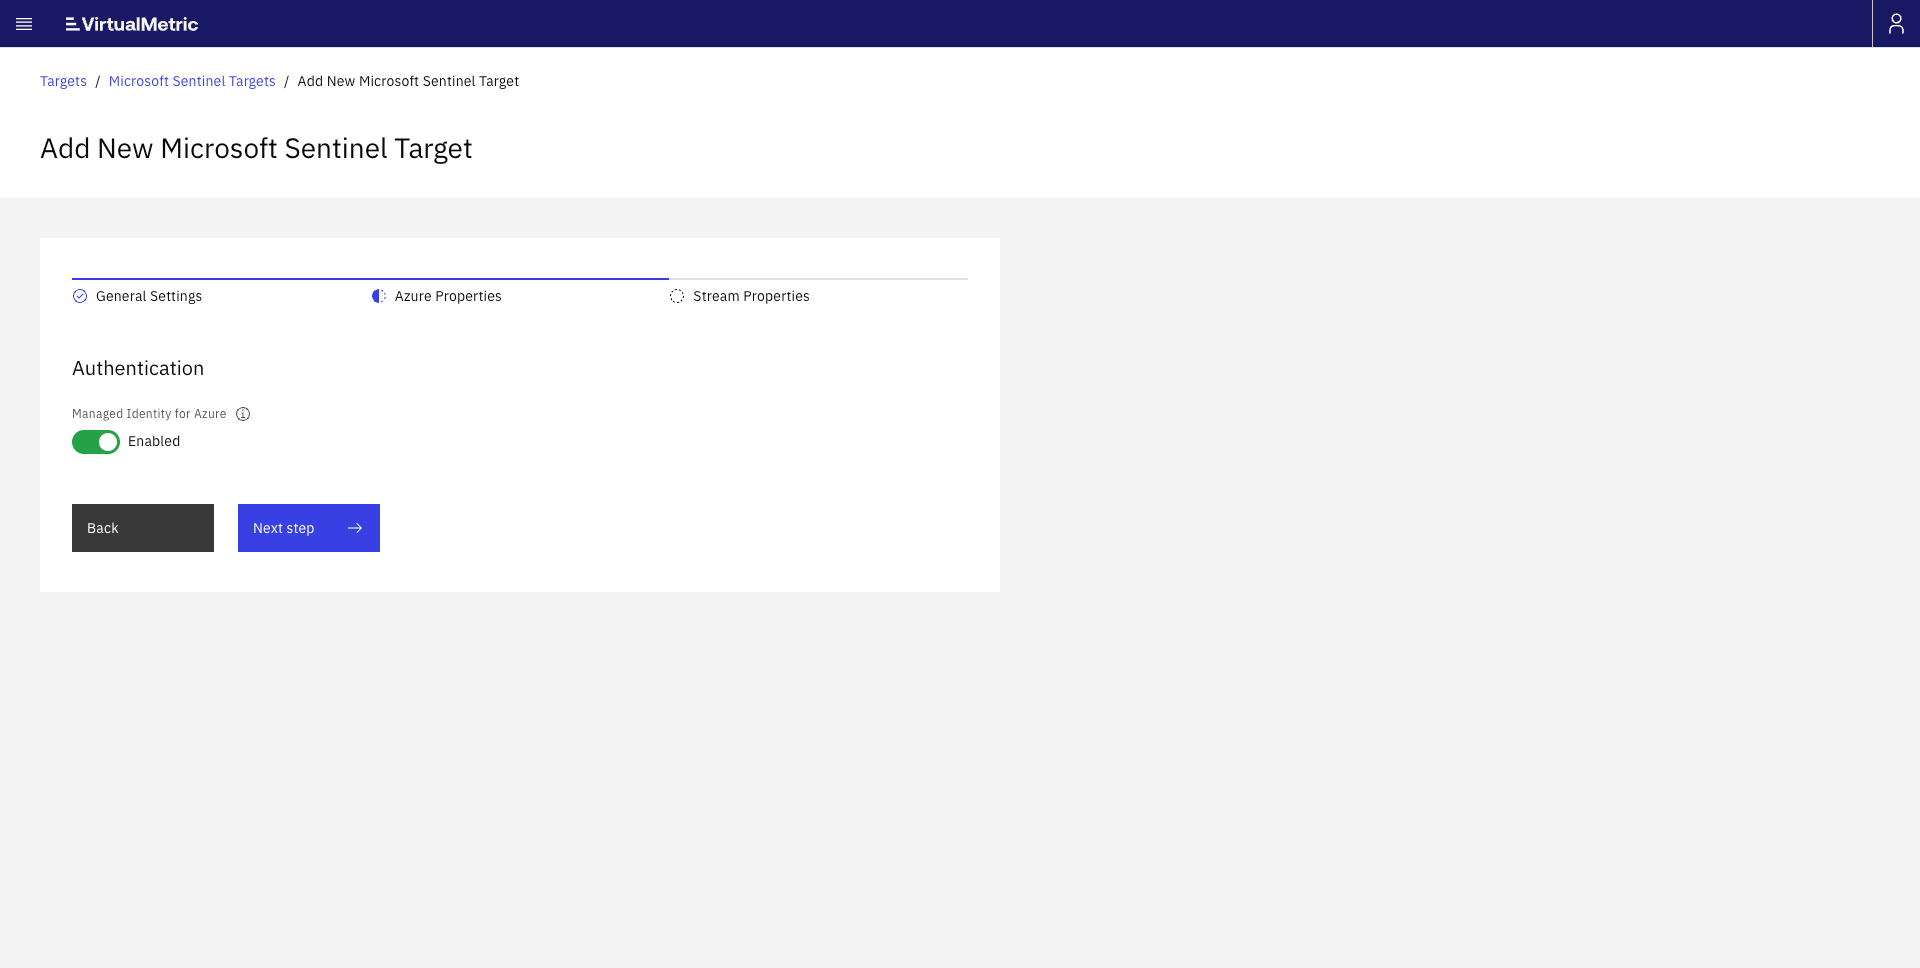 VirtualMetric
Targets / Microsoft Sentinel Targets / Add New Microsoft Sentinel Target
Add New Microsoft Sentinel Target
General Settings
Azure Properties
Stream Properties
Authentication
Managed Identity for Azure
Enabled
Back
Next step